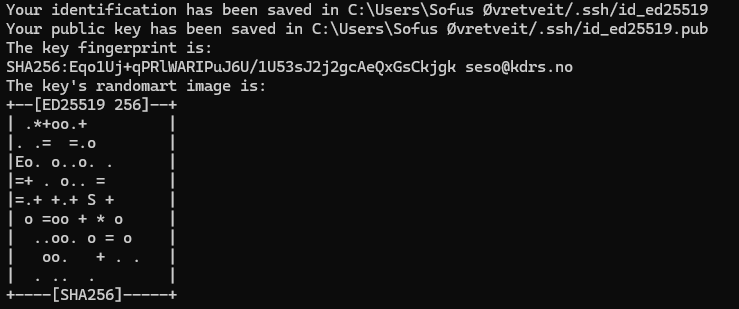 Your identification has been saved in C:\Users\Sofus Øvretveit/.ssh/id_ed25519
Your public key has been saved in C:\Users\Sofus Øvretveit/.ssh/id_ed25519.pub
The key fingerprint is:
SHA256:Eqo1Uj+qPRlWARIPuJ6U/1U53sJ2j2gcAeQxGsCkjgk seso@kdrs.no
The key's randomart image is:
+--[ED25519 256]--+
| .*+oo.+         |
|. .=  =.o        |
|Eo. o..o. .      |
|=+ . o.. =       |
|=.+ +.+ S +      |
| o =oo + * o     |
|  ..oo. o = o    |
|   oo.   + . .   |
|  . ..  .        |
+----[SHA256]-----+